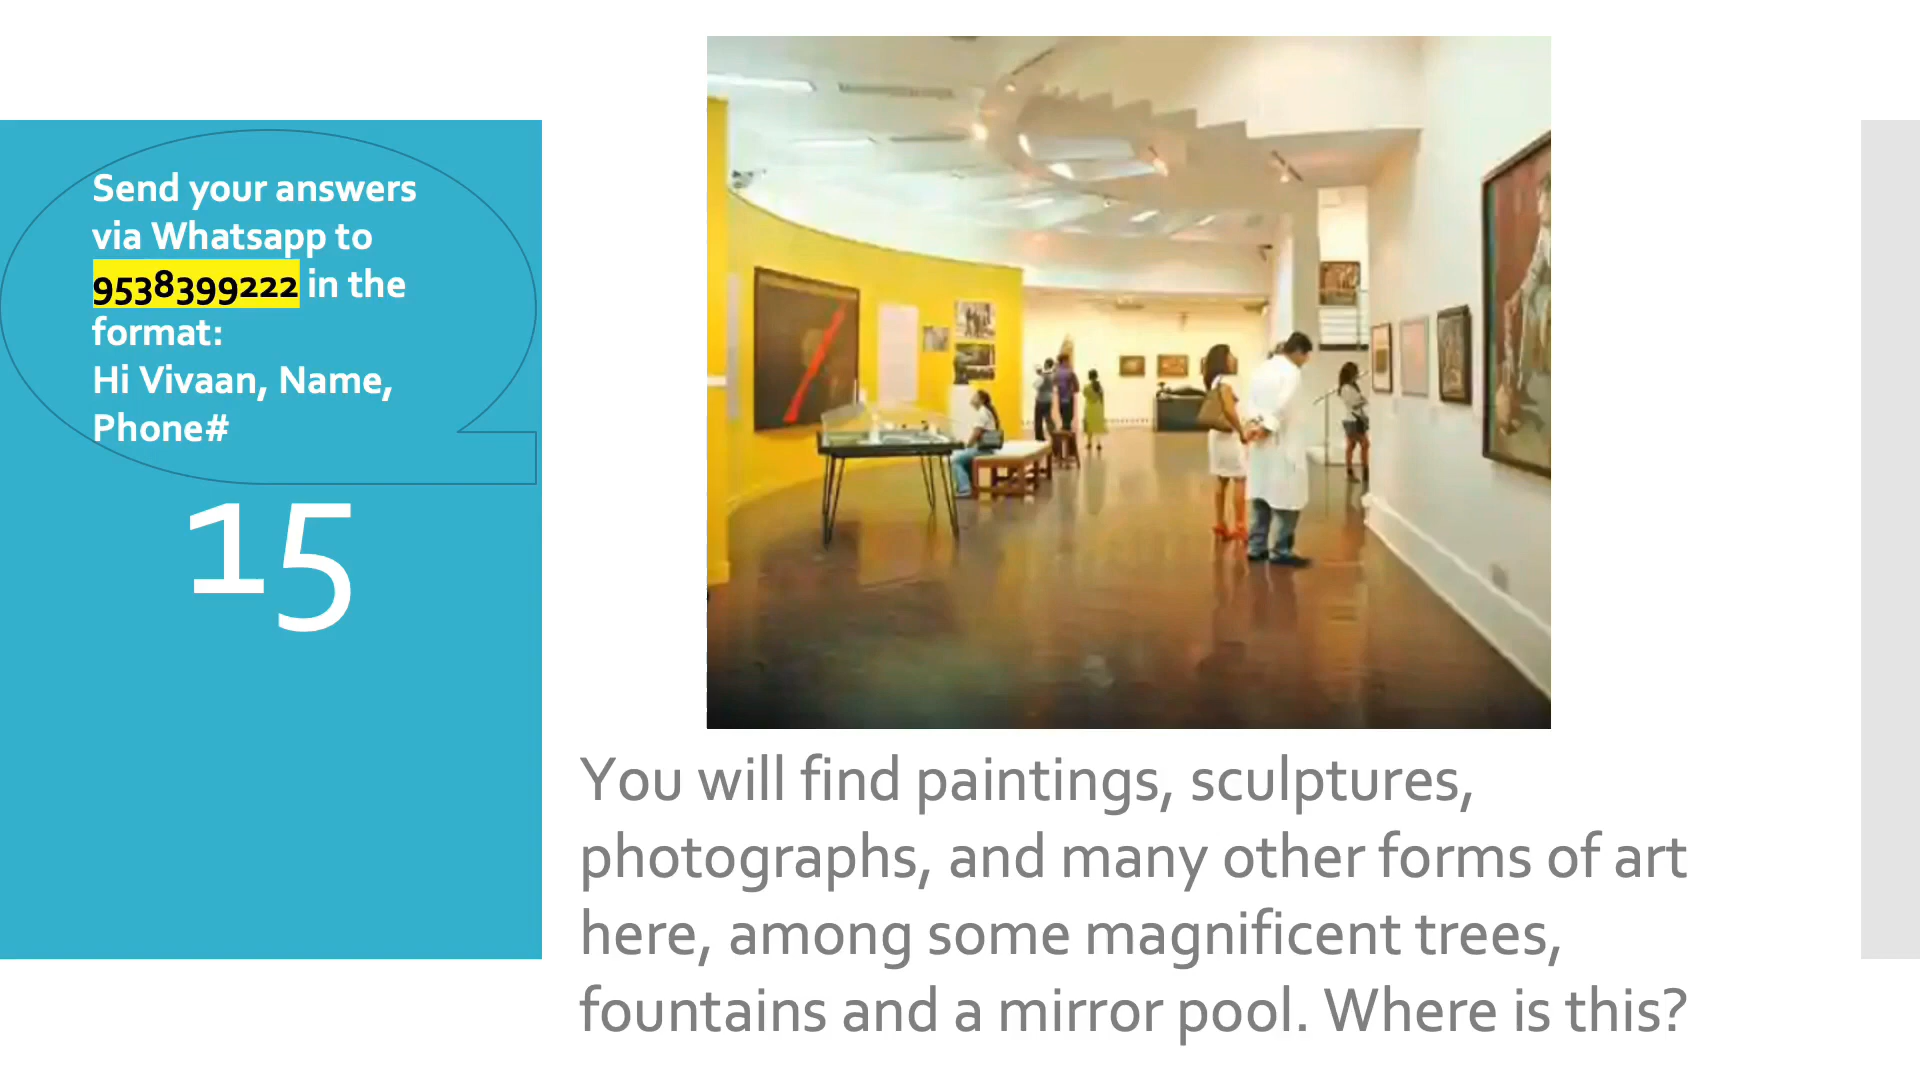 Send your answers
via Whatsapp to
9538399222 in the
format:
Hi Vivaan, Name,
Phone#
15
You will find paintings, sculptures,
photographs, and many other forms of art
here, among some magnificent trees,
fountains and a mirror pool. Where is this?